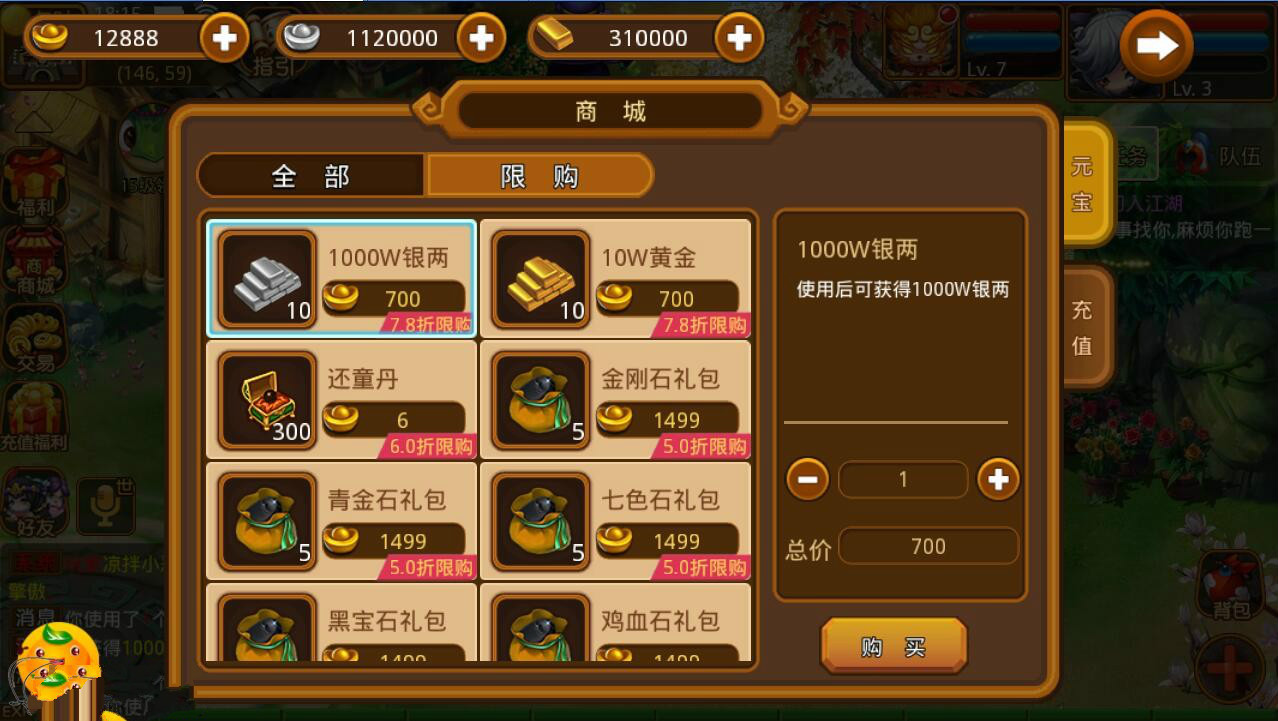 12888
1120000
310000
18:15
(146, 59)
指引
Lv. 7
Lv. 3
商 城
全 部
限 购
元宝
充值
1000W银两
10
700
7.8折限购
10W黄金
10
700
7.8折限购
还童丹
300
6
6.0折限购
金刚石礼包
5
1499
5.0折限购
青金石礼包
5
1499
5.0折限购
七色石礼包
5
1499
5.0折限购
黑宝石礼包
1499
鸡血石礼包
1499
1000W银两
使用后可获得1000W银两
1
总价
700
购 买
福利
商
商城
交易
充值福利
好友
世
凉拌小
擎傲
消息
你使用了
得1000
队伍
入江湖
事找你,麻烦你跑一
背包